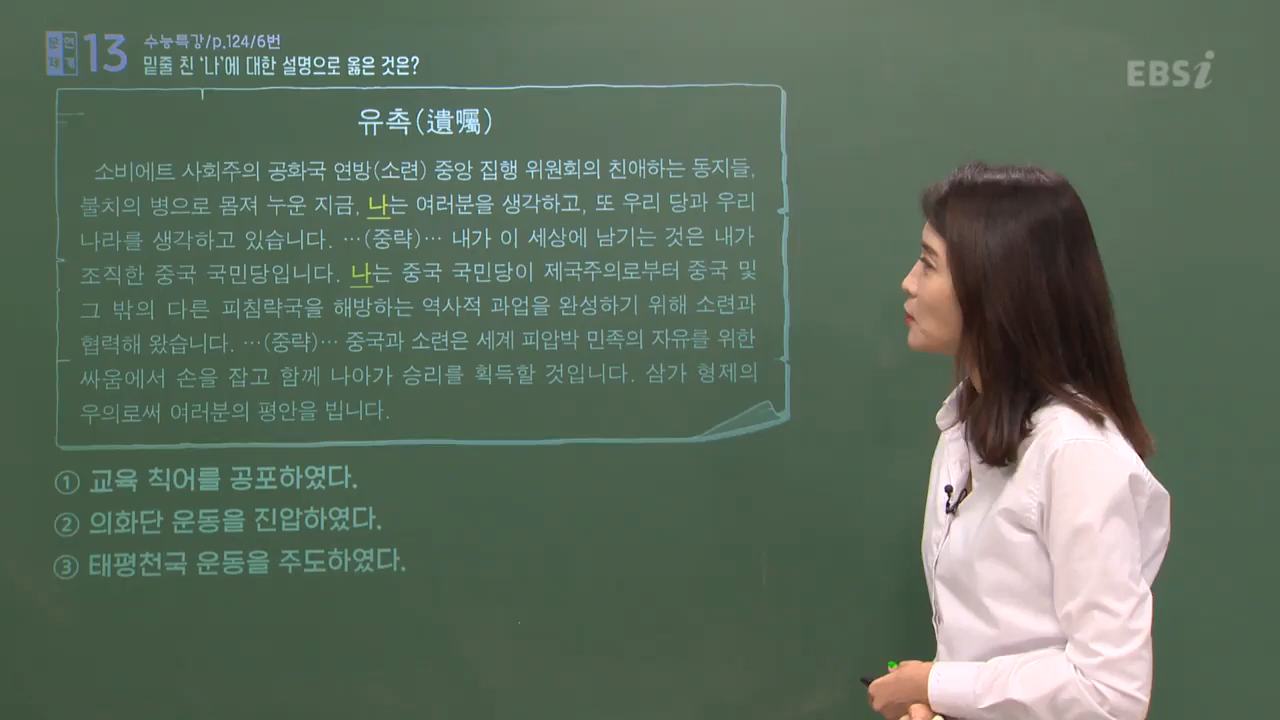 문연
제계
13
수능특강/p.124/6번
밑줄 친 '나'에 대한 설명으로 옳은 것은?
EBSi
유촉(遺囑)
소비에트 사회주의 공화국 연방(소련) 중앙 집행 위원회의 친애하는 동지들,
불치의 병으로 몸져 누운 지금, 나는 여러분을 생각하고, 또 우리 당과 우리
나라를 생각하고 있습니다. …(중략)… 내가 이 세상에 남기는 것은 내가
조직한 중국 국민당입니다. 나는 중국 국민당이 제국주의로부터 중국 및
그 밖의 다른 피침략국을 해방하는 역사적 과업을 완성하기 위해 소련과
협력해 왔습니다. …(중략)… 중국과 소련은 세계 피압박 민족의 자유를 위한
싸움에서 손을 잡고 함께 나아가 승리를 획득할 것입니다. 삼가 형제의
우의로써 여러분의 평안을 빕니다.
① 교육 칙어를 공포하였다.
② 의화단 운동을 진압하였다.
③ 태평천국 운동을 주도하였다.